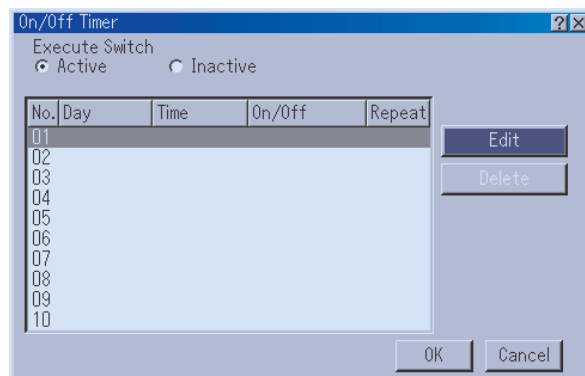 On/Off Timer ? ×
Execute Switch
Active Inactive
No. Day Time On/Off Repeat
01
Edit
02
03
Delete
04
05
06
07
08
09
10
OK Cancel